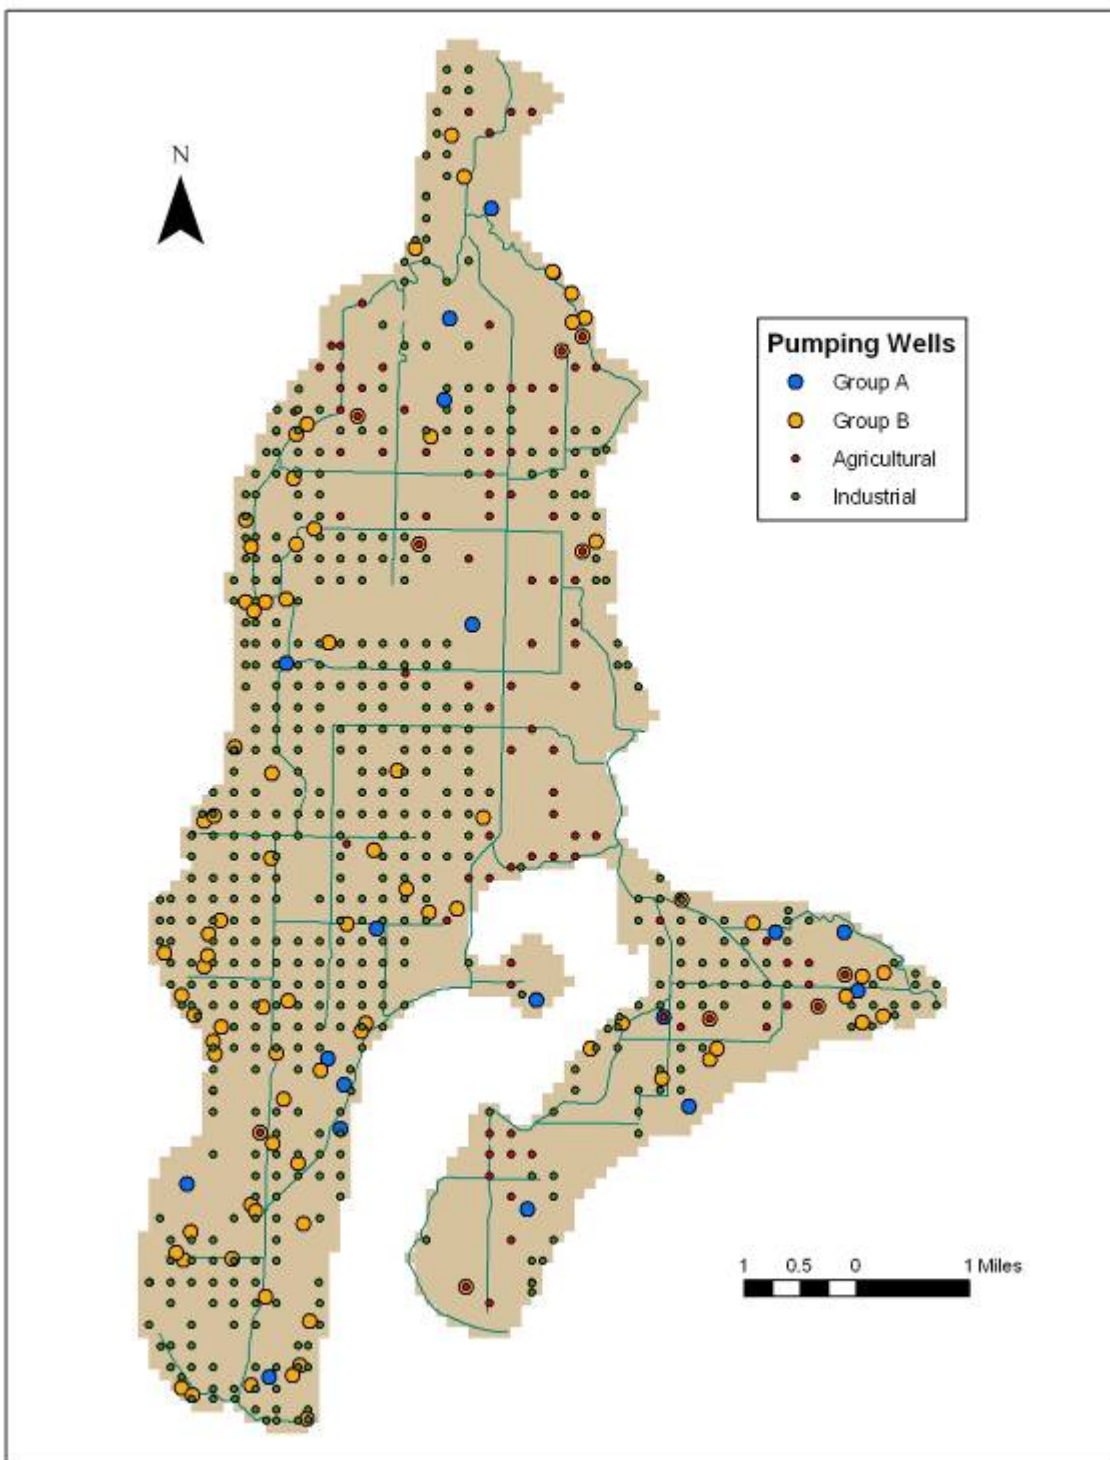 N
Pumping Wells
Group A
Group B
Agricultural
Industrial
1 0.5 0 1 Miles